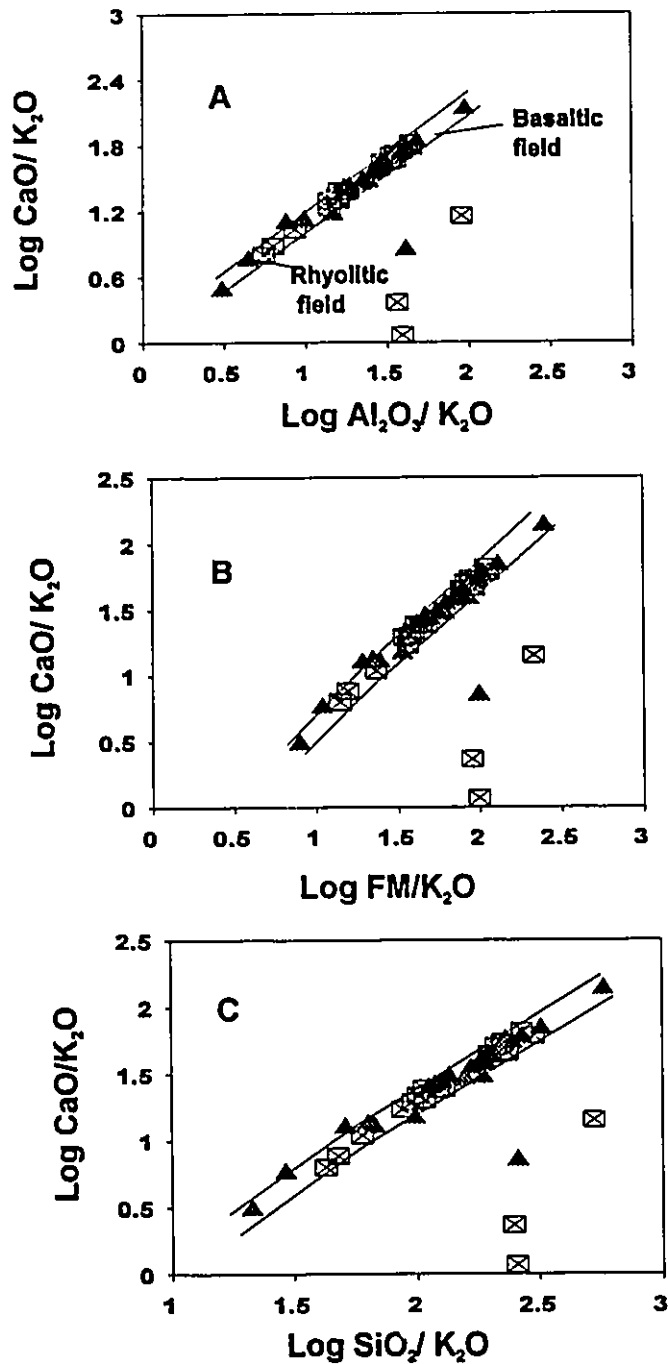 3
2.4
1.8
1.2
0.6
0
Log CaO/ K₂O
A
Basaltic
field
Rhyolitic
field
0 0.5 1 1.5 2 2.5 3
Log Al₂O₃/ K₂O
2.5
2
1.5
1
0.5
0
Log CaO/ K₂O
B
0 0.5 1 1.5 2 2.5 3
Log FM/K₂O
2.5
2
1.5
1
0.5
0
Log CaO/K₂O
C
1 1.5 2 2.5 3
Log SiO₂/ K₂O